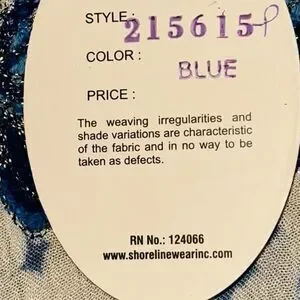 STYLE : 215615P
COLOR : BLUE
PRICE :
The weaving irregularities and
shade variations are characteristic
of the fabric and in no way to be
taken as defects.
RN No.: 124066
www.shorelinewearinc.com